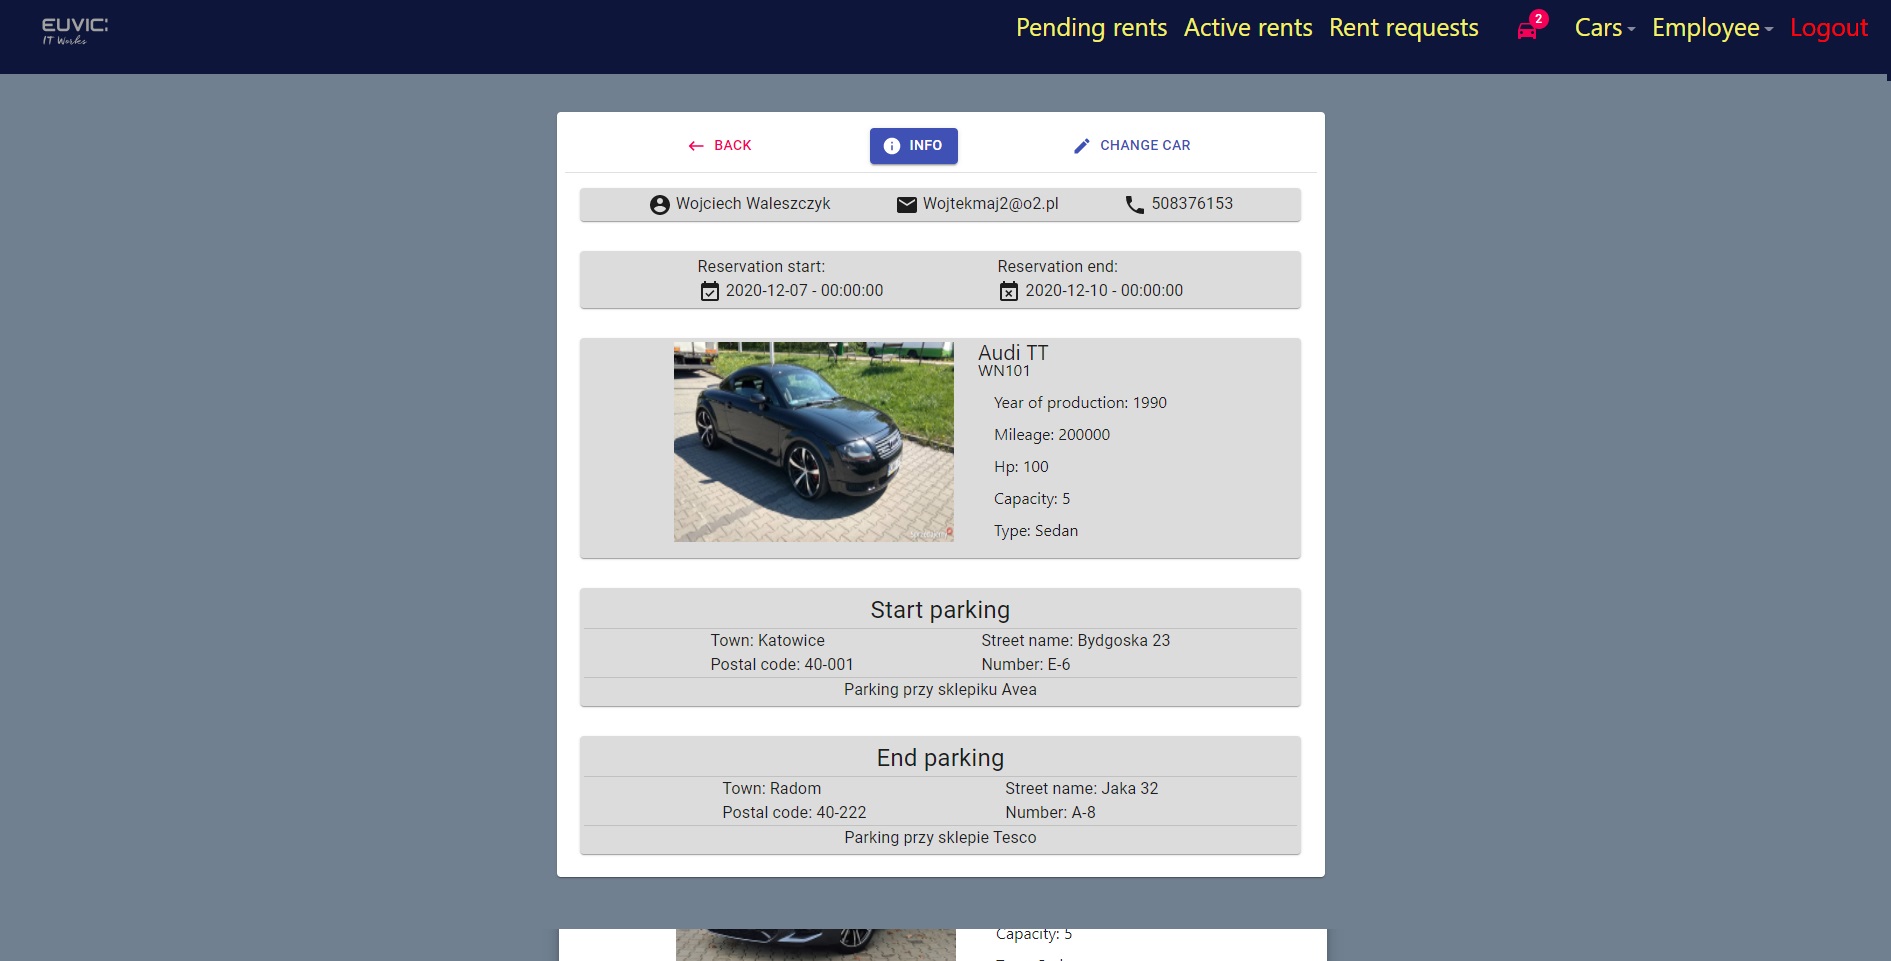 EUVIC
IT Works
Pending rents Active rents Rent requests 2 Cars Employee Logout
BACK INFO CHANGE CAR
Wojciech Waleszczyk Wojtekmaj2@o2.pl 508376153
Reservation start: Reservation end:
2020-12-07 - 00:00:00 2020-12-10 - 00:00:00
Audi TT
WN101
Year of production: 1990
Mileage: 200000
Hp: 100
Capacity: 5
Type: Sedan
Start parking
Town: Katowice Street name: Bydgoska 23
Postal code: 40-001 Number: E-6
Parking przy sklepiku Avea
End parking
Town: Radom Street name: Jaka 32
Postal code: 40-222 Number: A-8
Parking przy sklepie Tesco
Capacity: 5